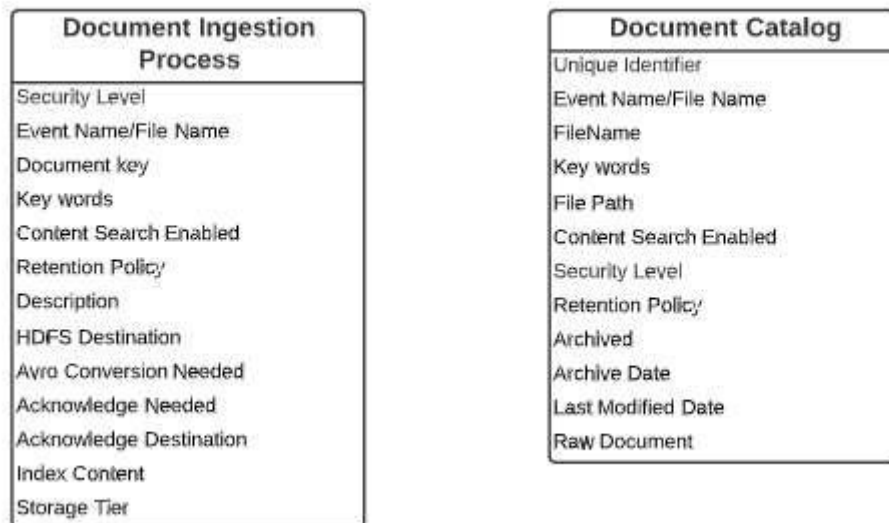 Document Ingestion
Process
Security Level
Event Name/File Name
Document key
Key words
Content Search Enabled
Retention Policy
Description
HDFS Destination
Avro Conversion Needed
Acknowledge Needed
Acknowledge Destination
Index Content
Storage Tier
Document Catalog
Unique Identifier
Event Name/File Name
FileName
Key words
File Path
Content Search Enabled
Security Level
Retention Policy
Archived
Archive Date
Last Modified Date
Raw Document